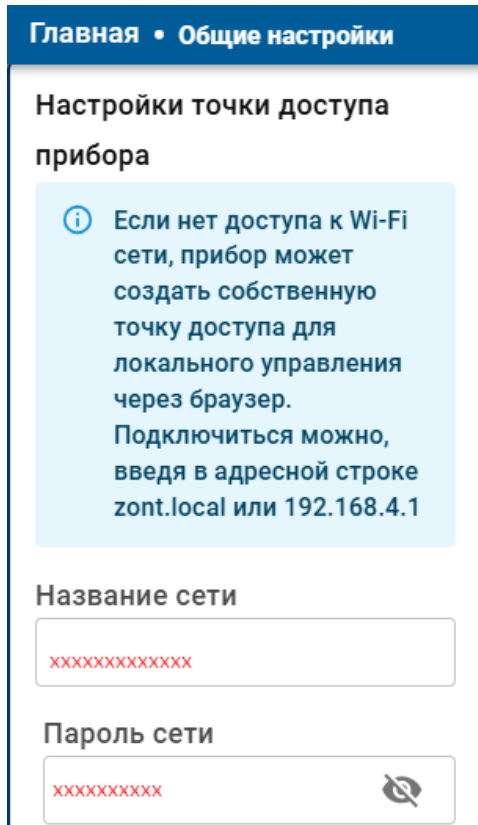 Главная • Общие настройки
Настройки точки доступа
прибора
Если нет доступа к Wi-Fi
сети, прибор может
создать собственную
точку доступа для
локального управления
через браузер.
Подключиться можно,
введя в адресной строке
zont.local или 192.168.4.1
Название сети
xxxxxxxxxxxxx
Пароль сети
xxxxxxxxxx